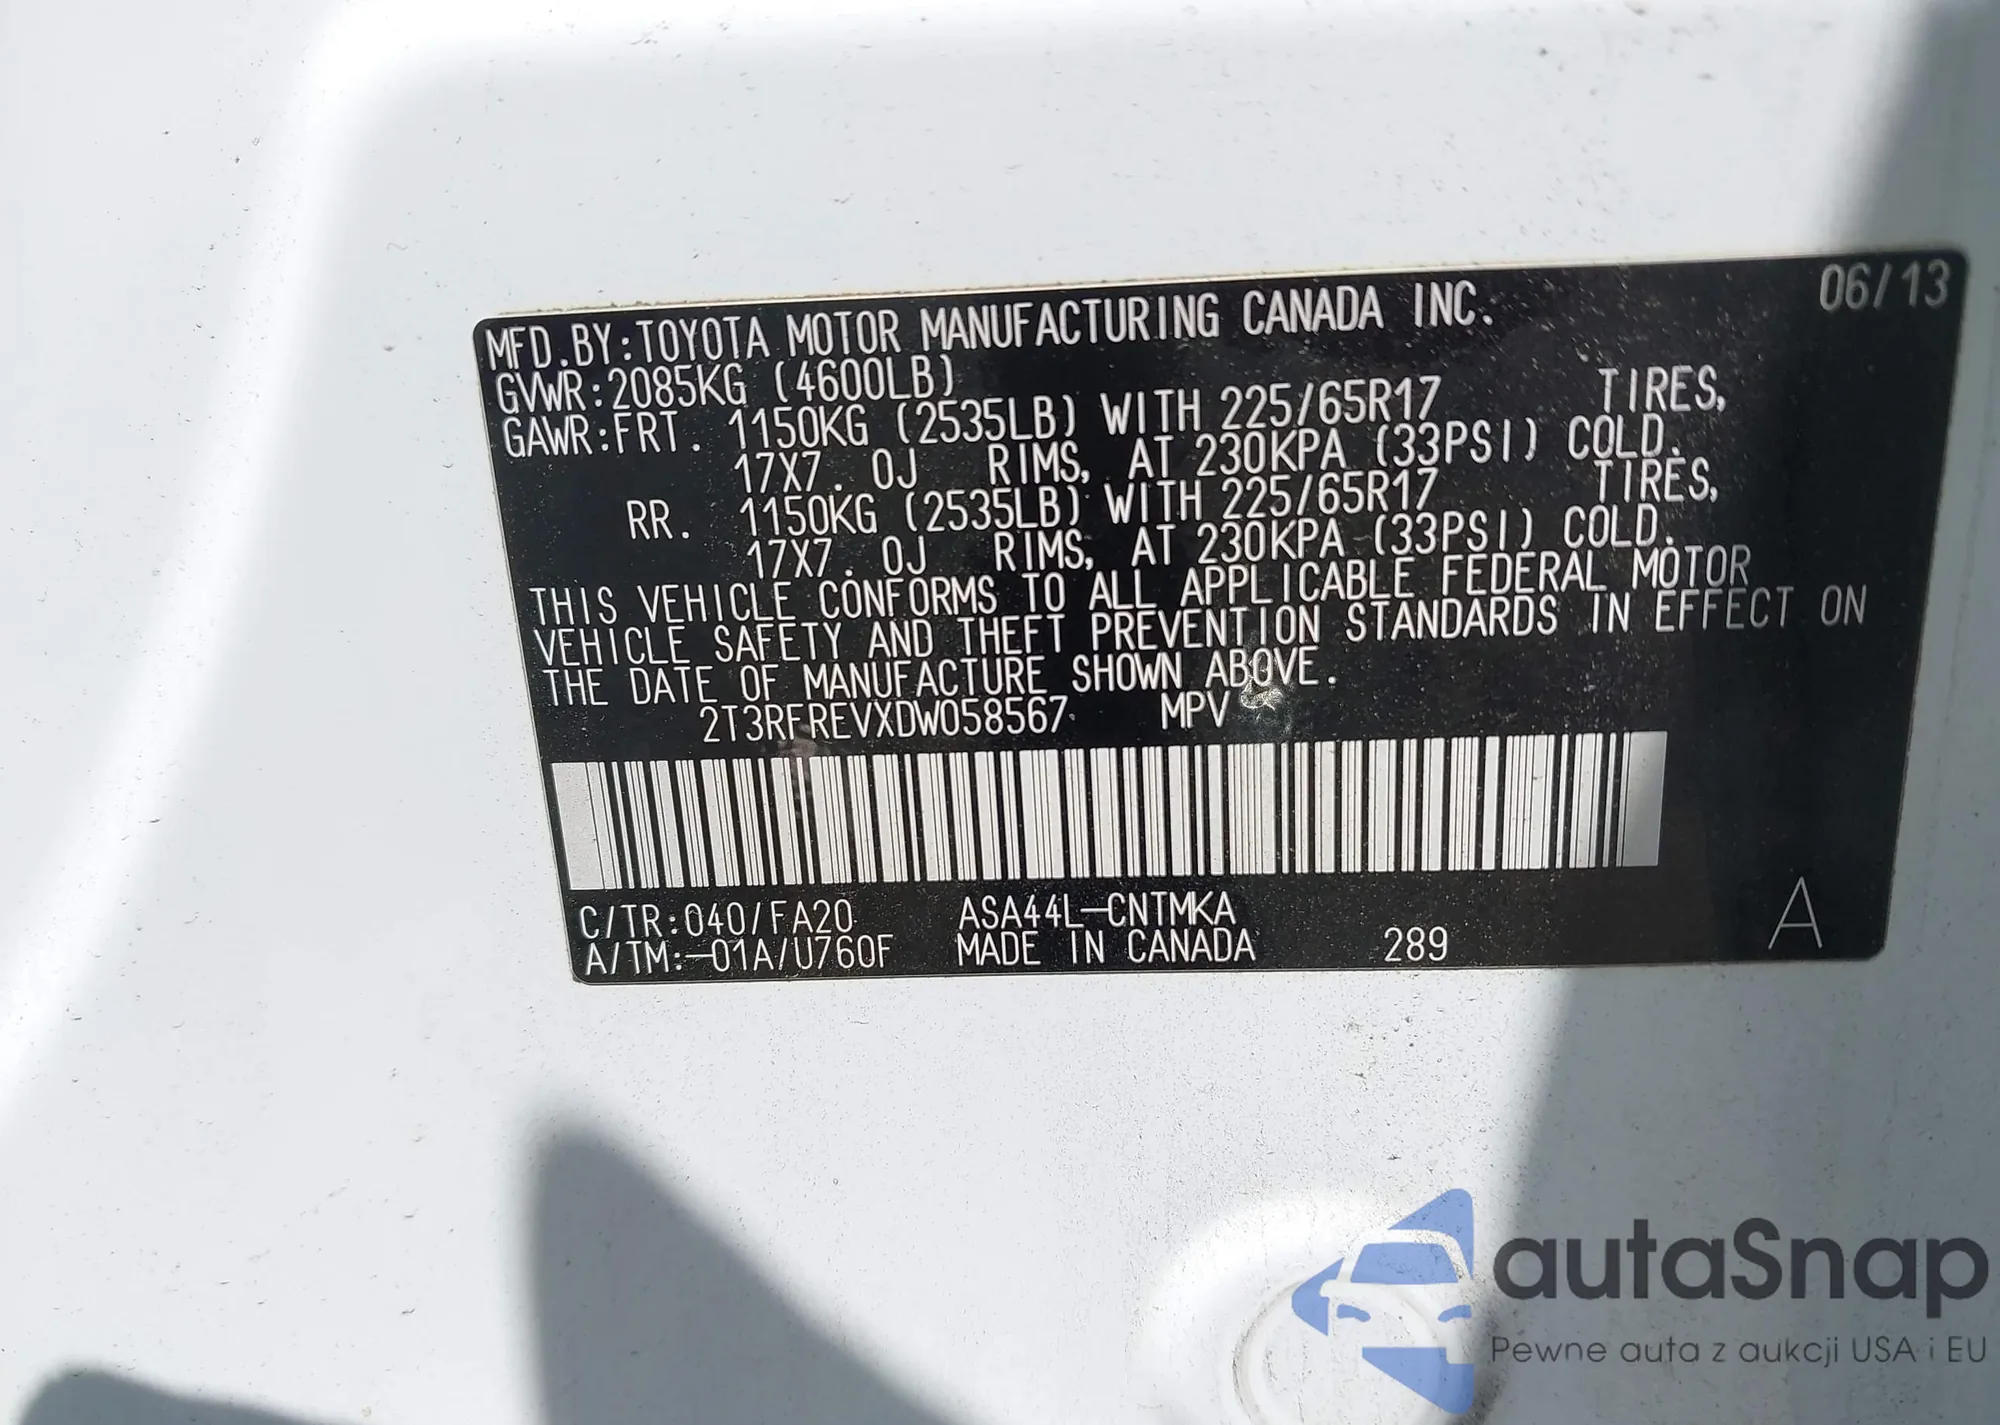 06/13
MFD.BY:TOYOTA MOTOR MANUFACTURING CANADA INC.
GVWR:2085KG (4600LB)
GAWR:FRT. 1150KG (2535LB) WITH 225/65R17 TIRES,
17X7.0J RIMS, AT 230KPA (33PSI) COLD.
RR. 1150KG (2535LB) WITH 225/65R17 TIRES,
17X7.0J RIMS, AT 230KPA (33PSI) COLD.
THIS VEHICLE CONFORMS TO ALL APPLICABLE FEDERAL MOTOR
VEHICLE SAFETY AND THEFT PREVENTION STANDARDS IN EFFECT ON
THE DATE OF MANUFACTURE SHOWN ABOVE.
2T3RFREVXDW058567 MPV
C/TR:040/FA20 ASA44L-CNTMKA
A/TM:-01A/U760F MADE IN CANADA 289 A
autaSnap
Pewne auta z aukcji USA i EU